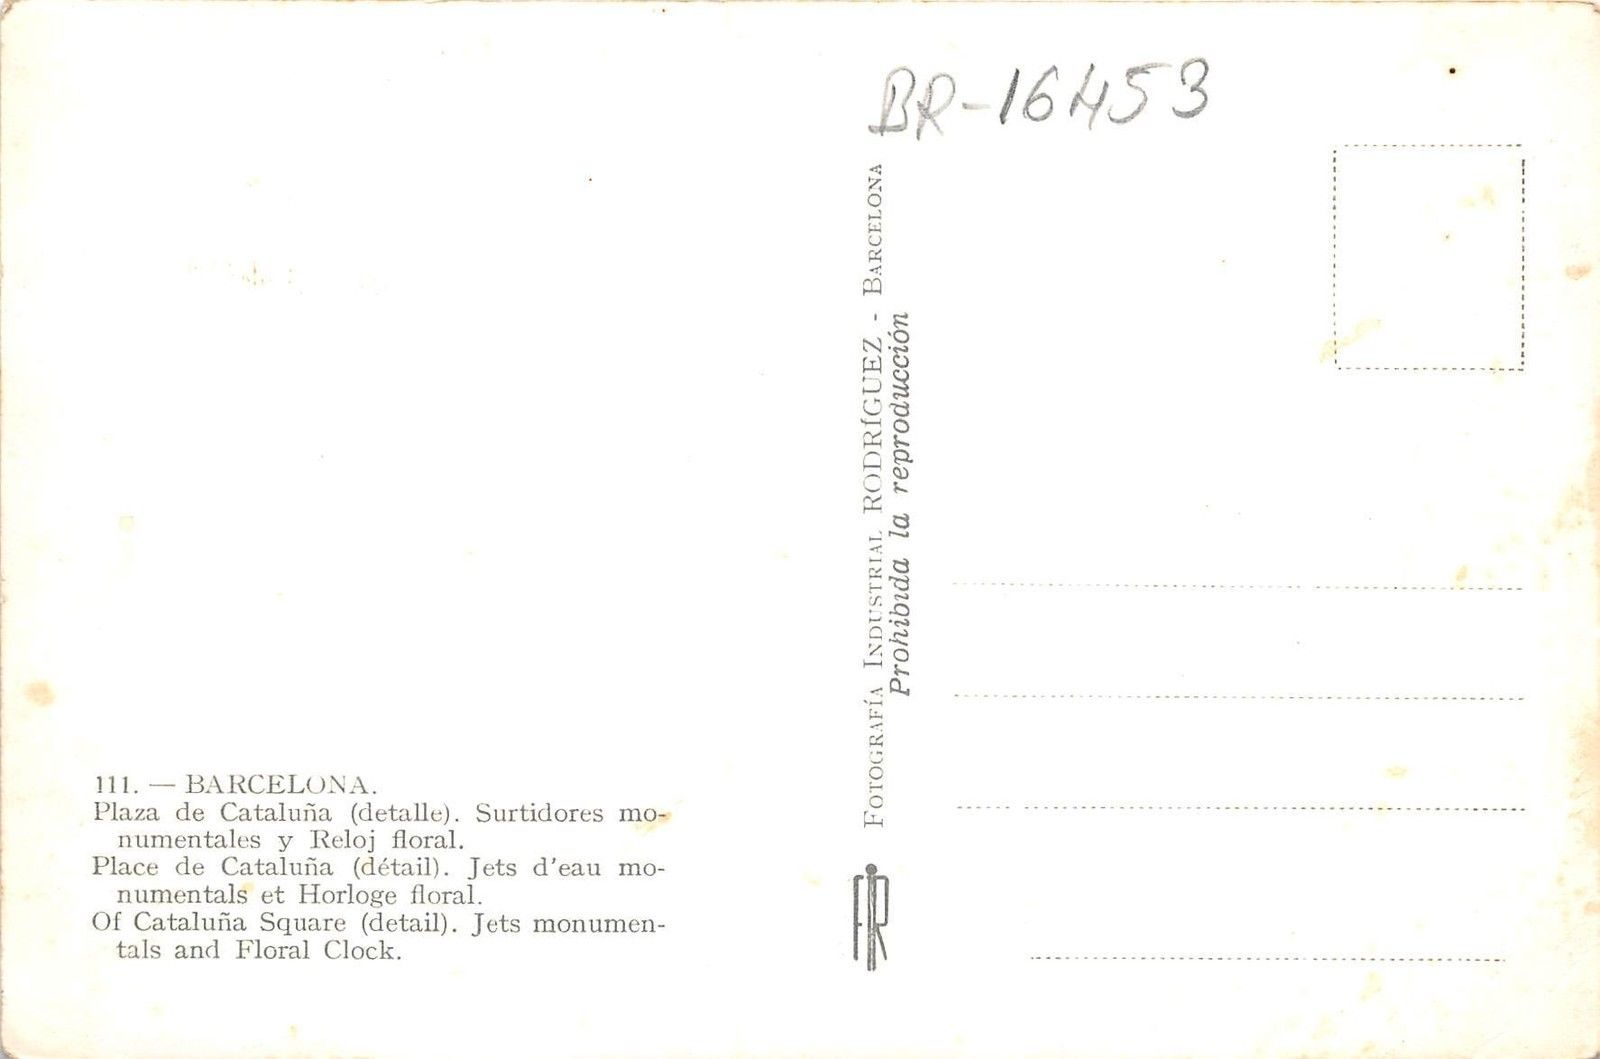 BR-16453
111. — BARCELONA.
Plaza de Cataluña (detalle). Surtidores mo-
numentales y Reloj floral.
Place de Cataluña (détail). Jets d'eau mo-
numentals et Horloge floral.
Of Cataluña Square (detail). Jets monumen-
tals and Floral Clock.
FOTOGRAFÍA INDUSTRIAL RODRÍGUEZ - BARCELONA
Prohibida la reproducción
FIR